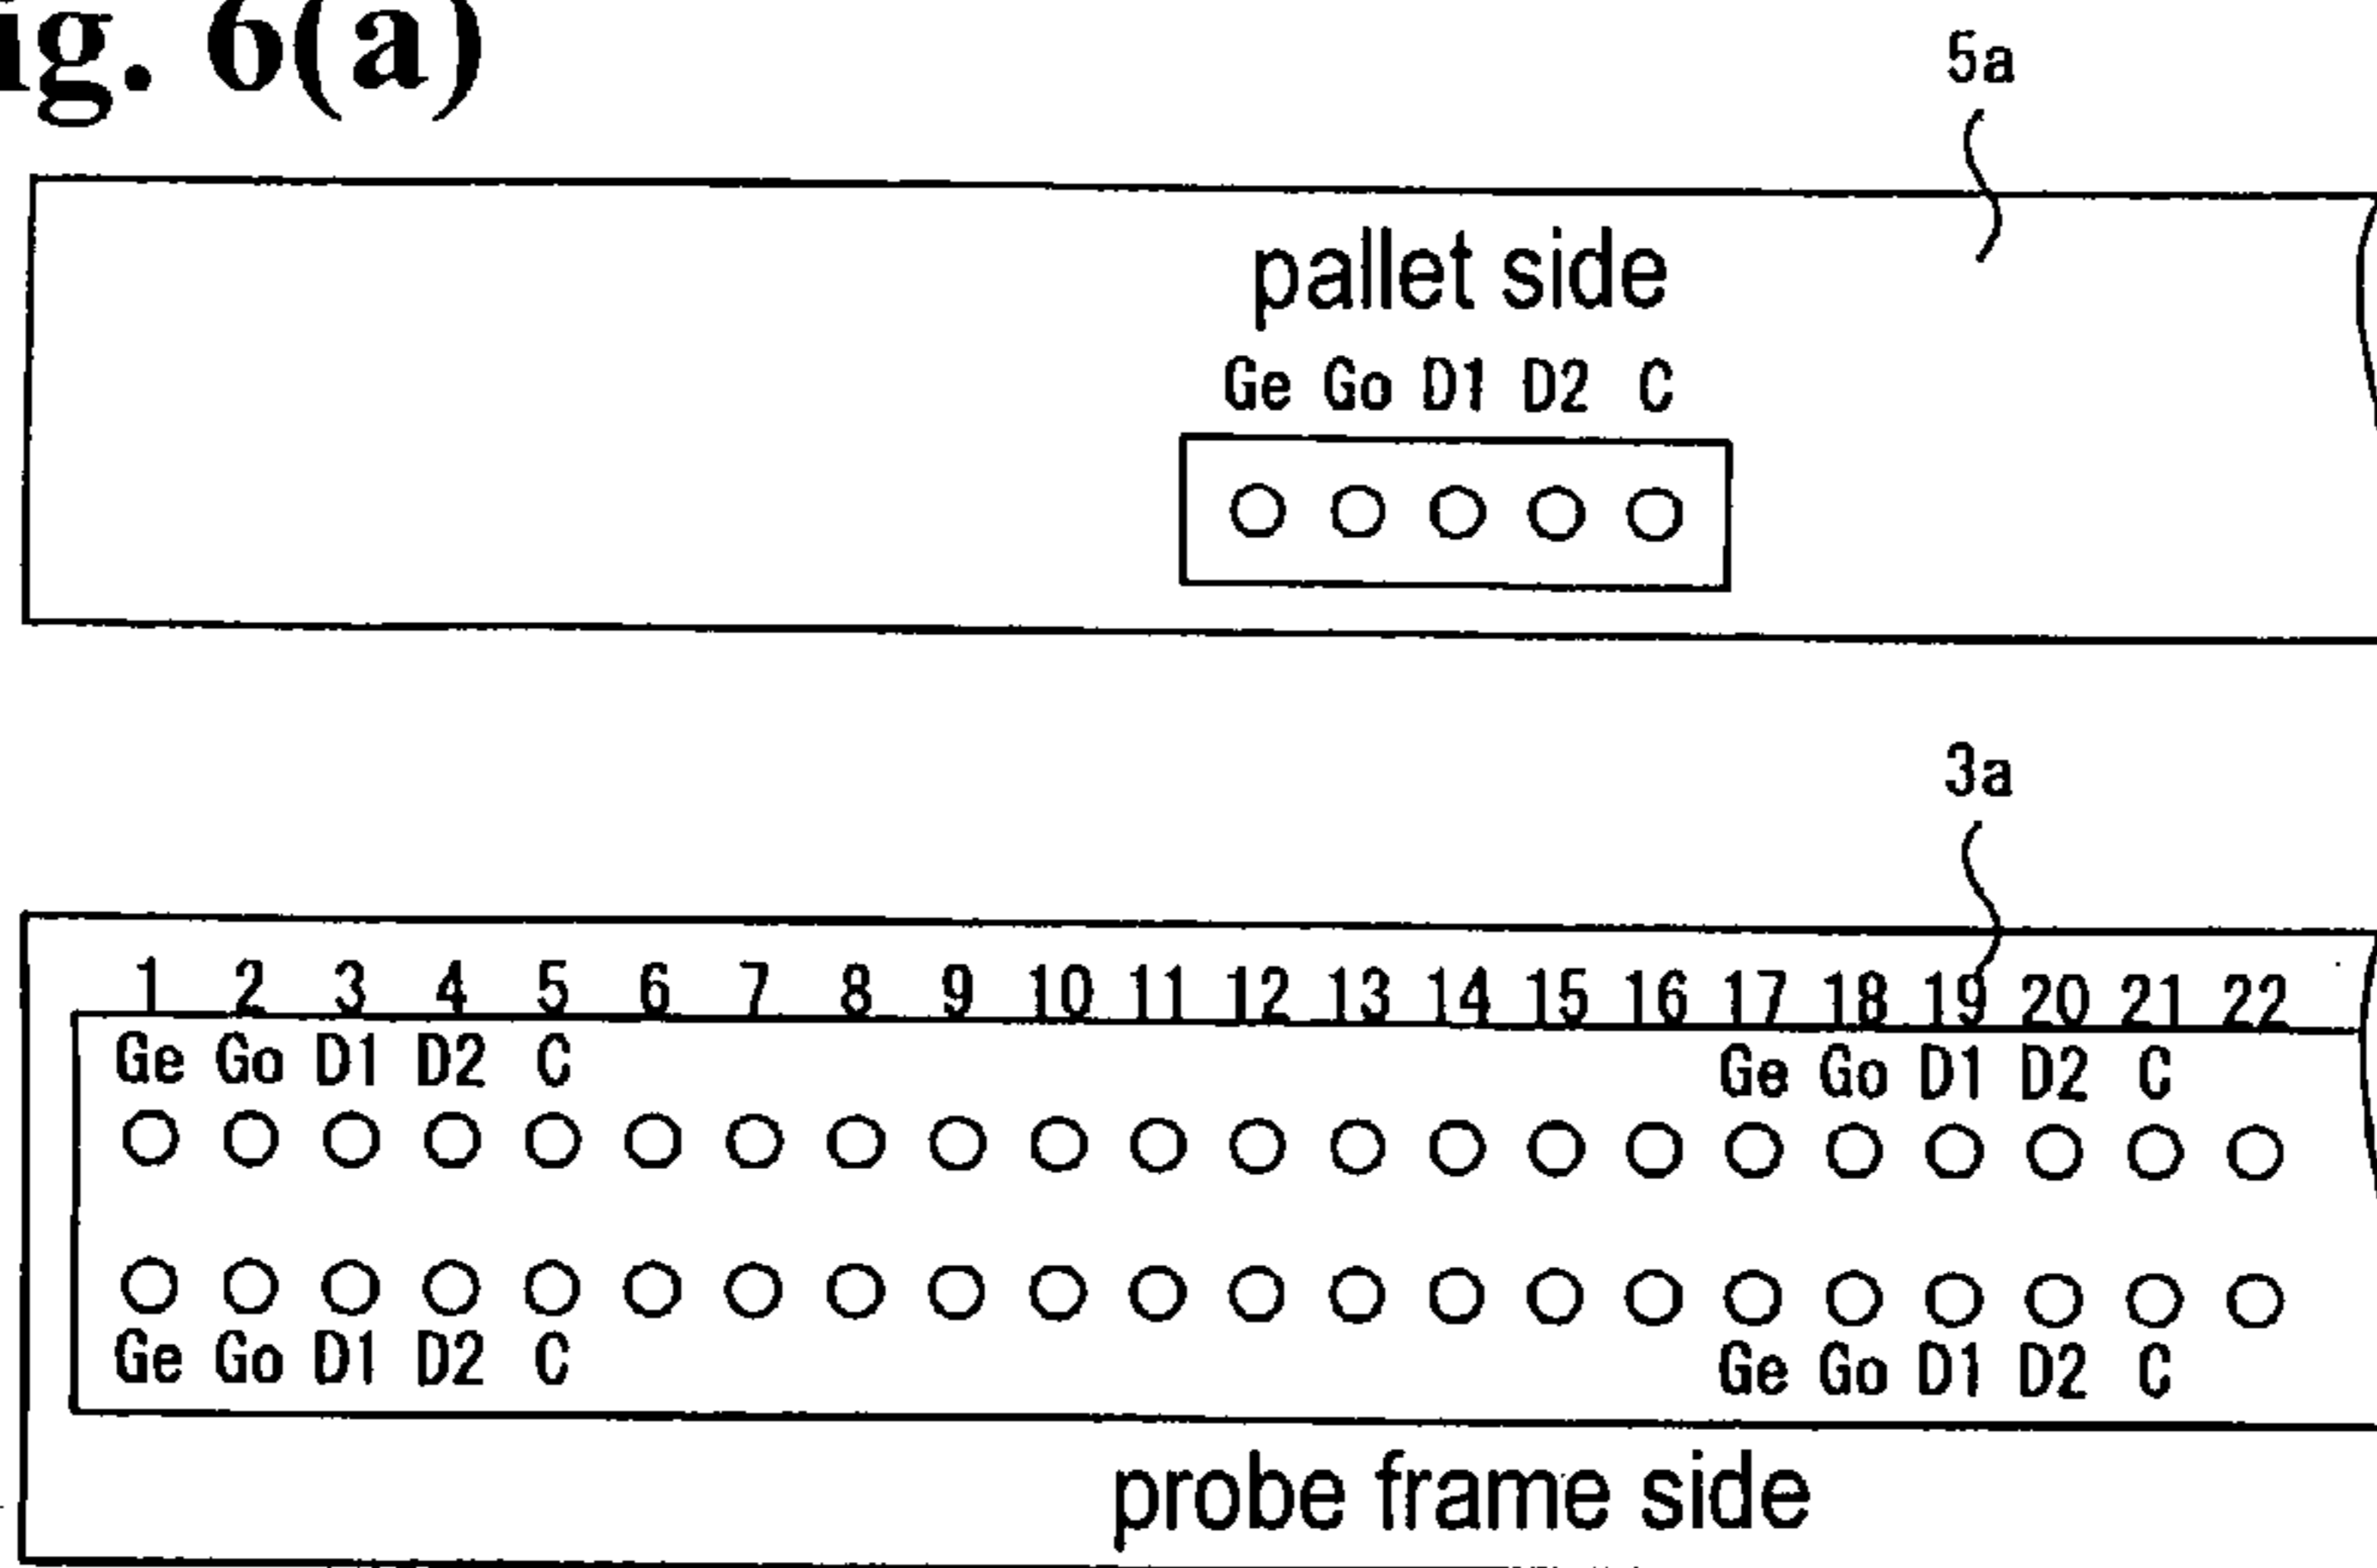 ig. 6(a)
5a
pallet side
Ge Go D1 D2 C
3a
1 2 3 4 5 6 7 8 9 10 11 12 13 14 15 16 17 18 19 20 21 22
Ge Go D1 D2 C Ge Go D1 D2 C
Ge Go D1 D2 C Ge Go D1 D2 C
probe frame side